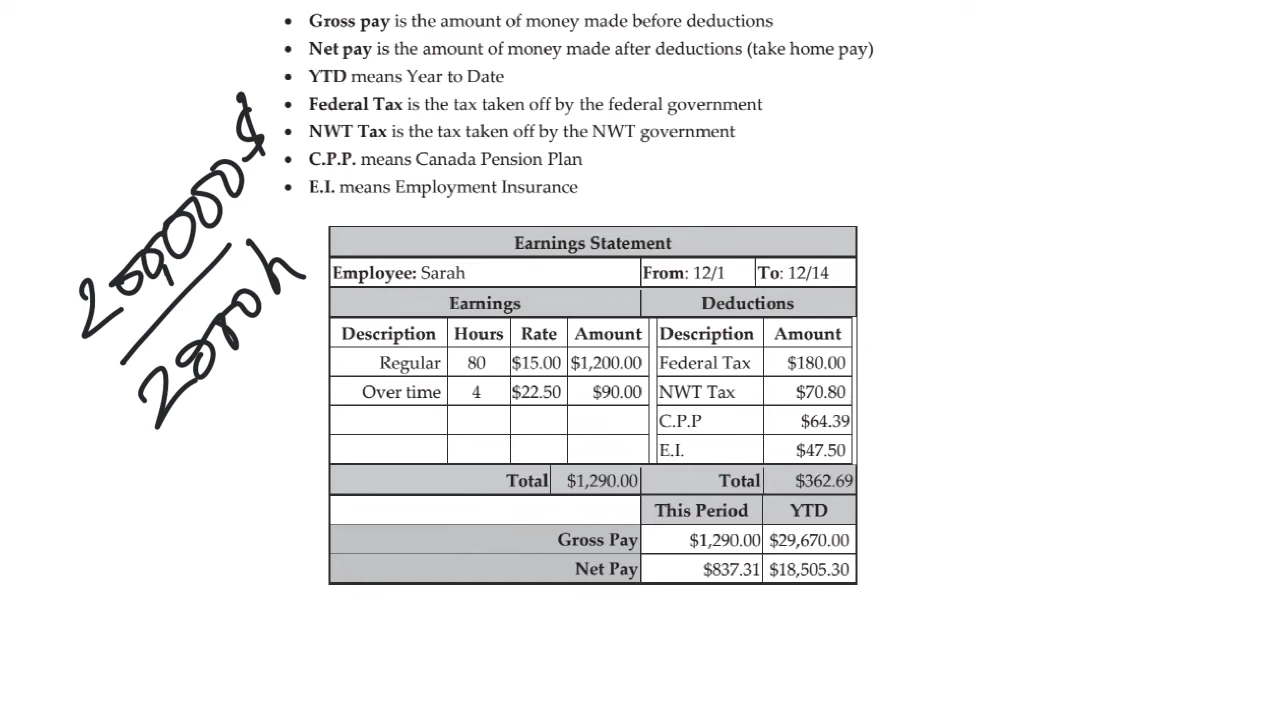 • Gross pay is the amount of money made before deductions
• Net pay is the amount of money made after deductions (take home pay)
• YTD means Year to Date
• Federal Tax is the tax taken off by the federal government
• NWT Tax is the tax taken off by the NWT government
• C.P.P. means Canada Pension Plan
• E.I. means Employment Insurance
200,000 $
2000 h
Earnings Statement
Employee: Sarah From: 12/1 To: 12/14
Earnings Deductions
Description Hours Rate Amount Description Amount
Regular 80 $15.00 $1,200.00 Federal Tax $180.00
Over time 4 $22.50 $90.00 NWT Tax $70.80
C.P.P $64.39
E.I. $47.50
Total $1,290.00 Total $362.69
This Period YTD
Gross Pay $1,290.00 $29,670.00
Net Pay $837.31 $18,505.30